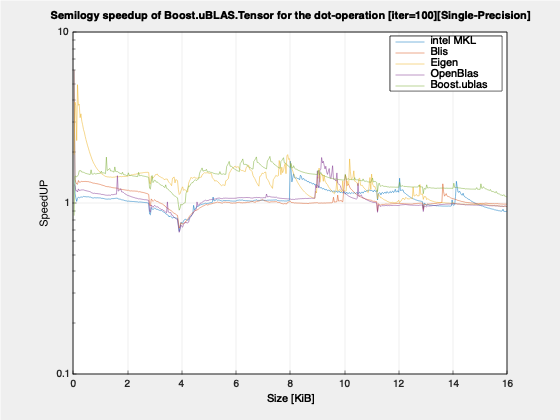 Semilogy speedup of Boost.uBLAS.Tensor for the dot-operation [iter=100][Single-Precision]
10
intel MKL
Blis
Eigen
OpenBlas
Boost.ublas
2
SpeedUP
1
0.1
0 2 4 6 8 10 12 14 16
Size [KiB]